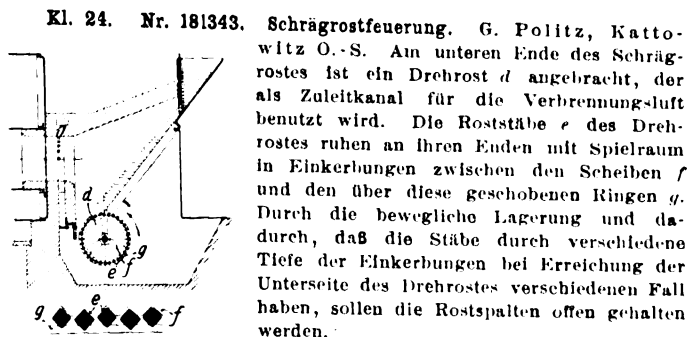 Kl. 24. Nr. 181343. Schrägrostfeuerung. G. Politz, Katto-
witz O.-S. Am unteren Ende des Schräg-
rostes ist ein Drehrost d angebracht, der
als Zuleitkanal für die Verbrennungsluft
benutzt wird. Die Roststäbe e des Dreh-
rostes ruhen an ihren Enden mit Spielraum
in Einkerbungen zwischen den Scheiben f
und den über diese geschobenen Ringen g.
Durch die bewegliche Lagerung und da-
durch, daß die Stäbe durch verschiedene
Tiefe der Einkerbungen bei Erreichung der
Unterseite des Drehrostes verschiedenen Fall
haben, sollen die Rostspalten offen gehalten
werden.
g
d
g
e f
e
g f